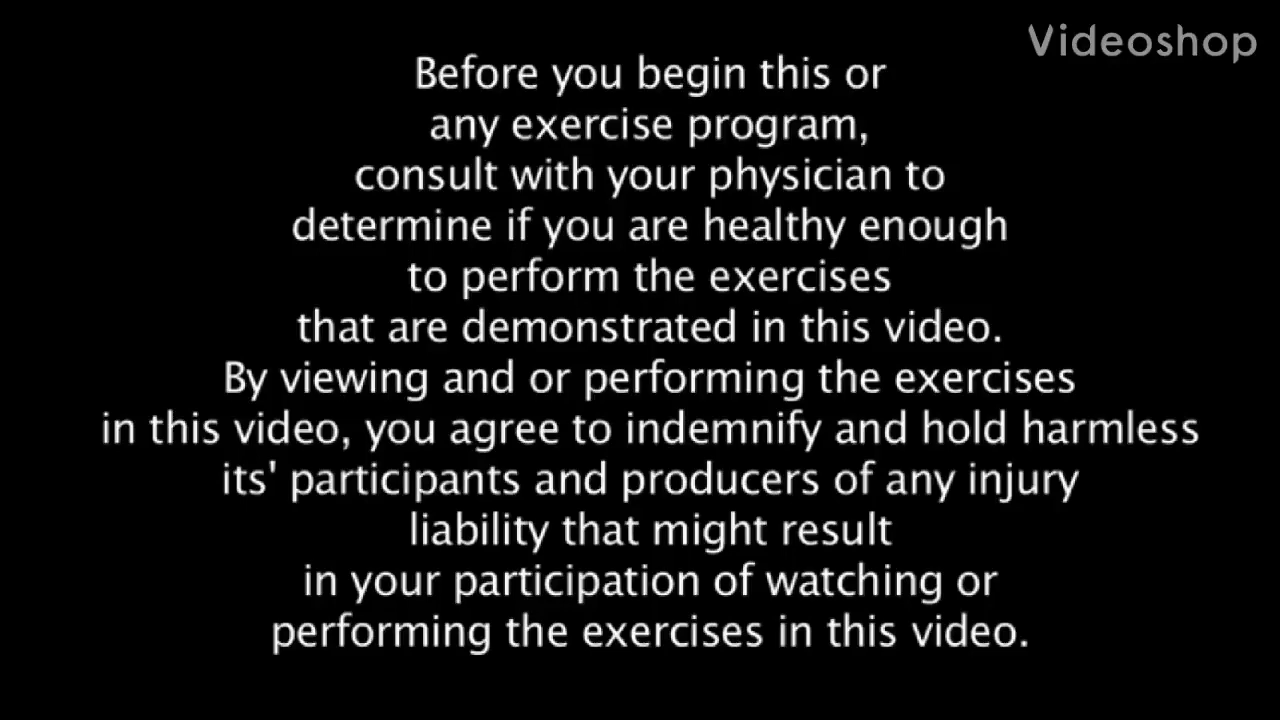 Videoshop
Before you begin this or
any exercise program,
consult with your physician to
determine if you are healthy enough
to perform the exercises
that are demonstrated in this video.
By viewing and or performing the exercises
in this video, you agree to indemnify and hold harmless
its' participants and producers of any injury
liability that might result
in your participation of watching or
performing the exercises in this video.